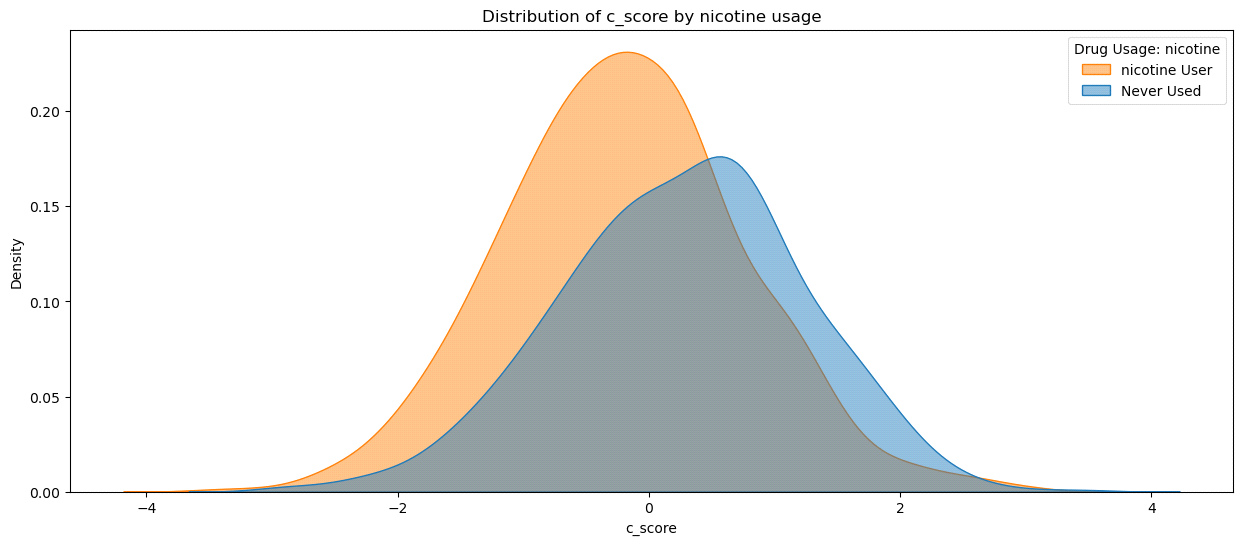 Distribution of c_score by nicotine usage
Drug Usage: nicotine
nicotine User
Never Used
Density
0.20
0.15
0.10
0.05
0.00
−4
−2
0
2
4
c_score